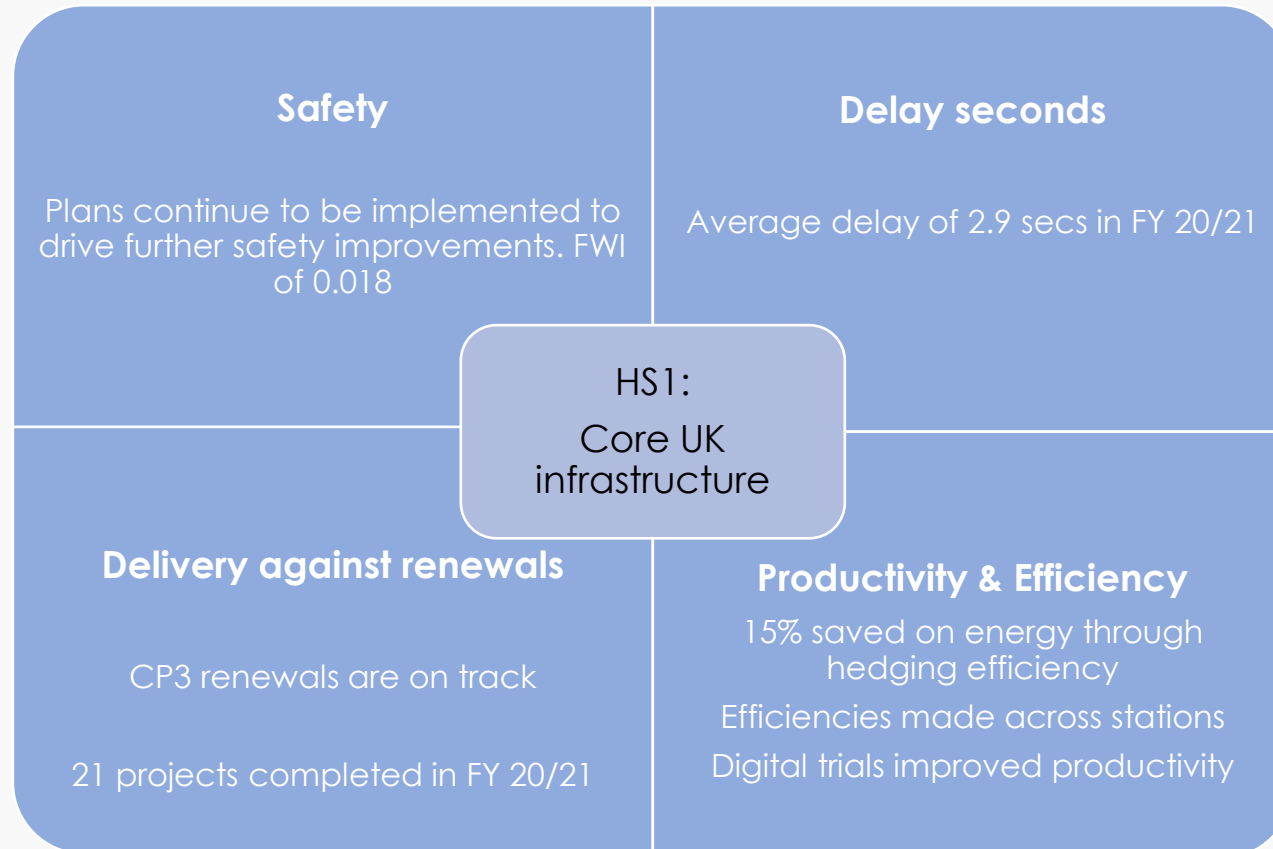 Safety
Plans continue to be implemented to
drive further safety improvements. FWI
of 0.018
Delay seconds
Average delay of 2.9 secs in FY 20/21
HS1:
Core UK
infrastructure
Delivery against renewals
CP3 renewals are on track
21 projects completed in FY 20/21
Productivity & Efficiency
15% saved on energy through
hedging efficiency
Efficiencies made across stations
Digital trials improved productivity